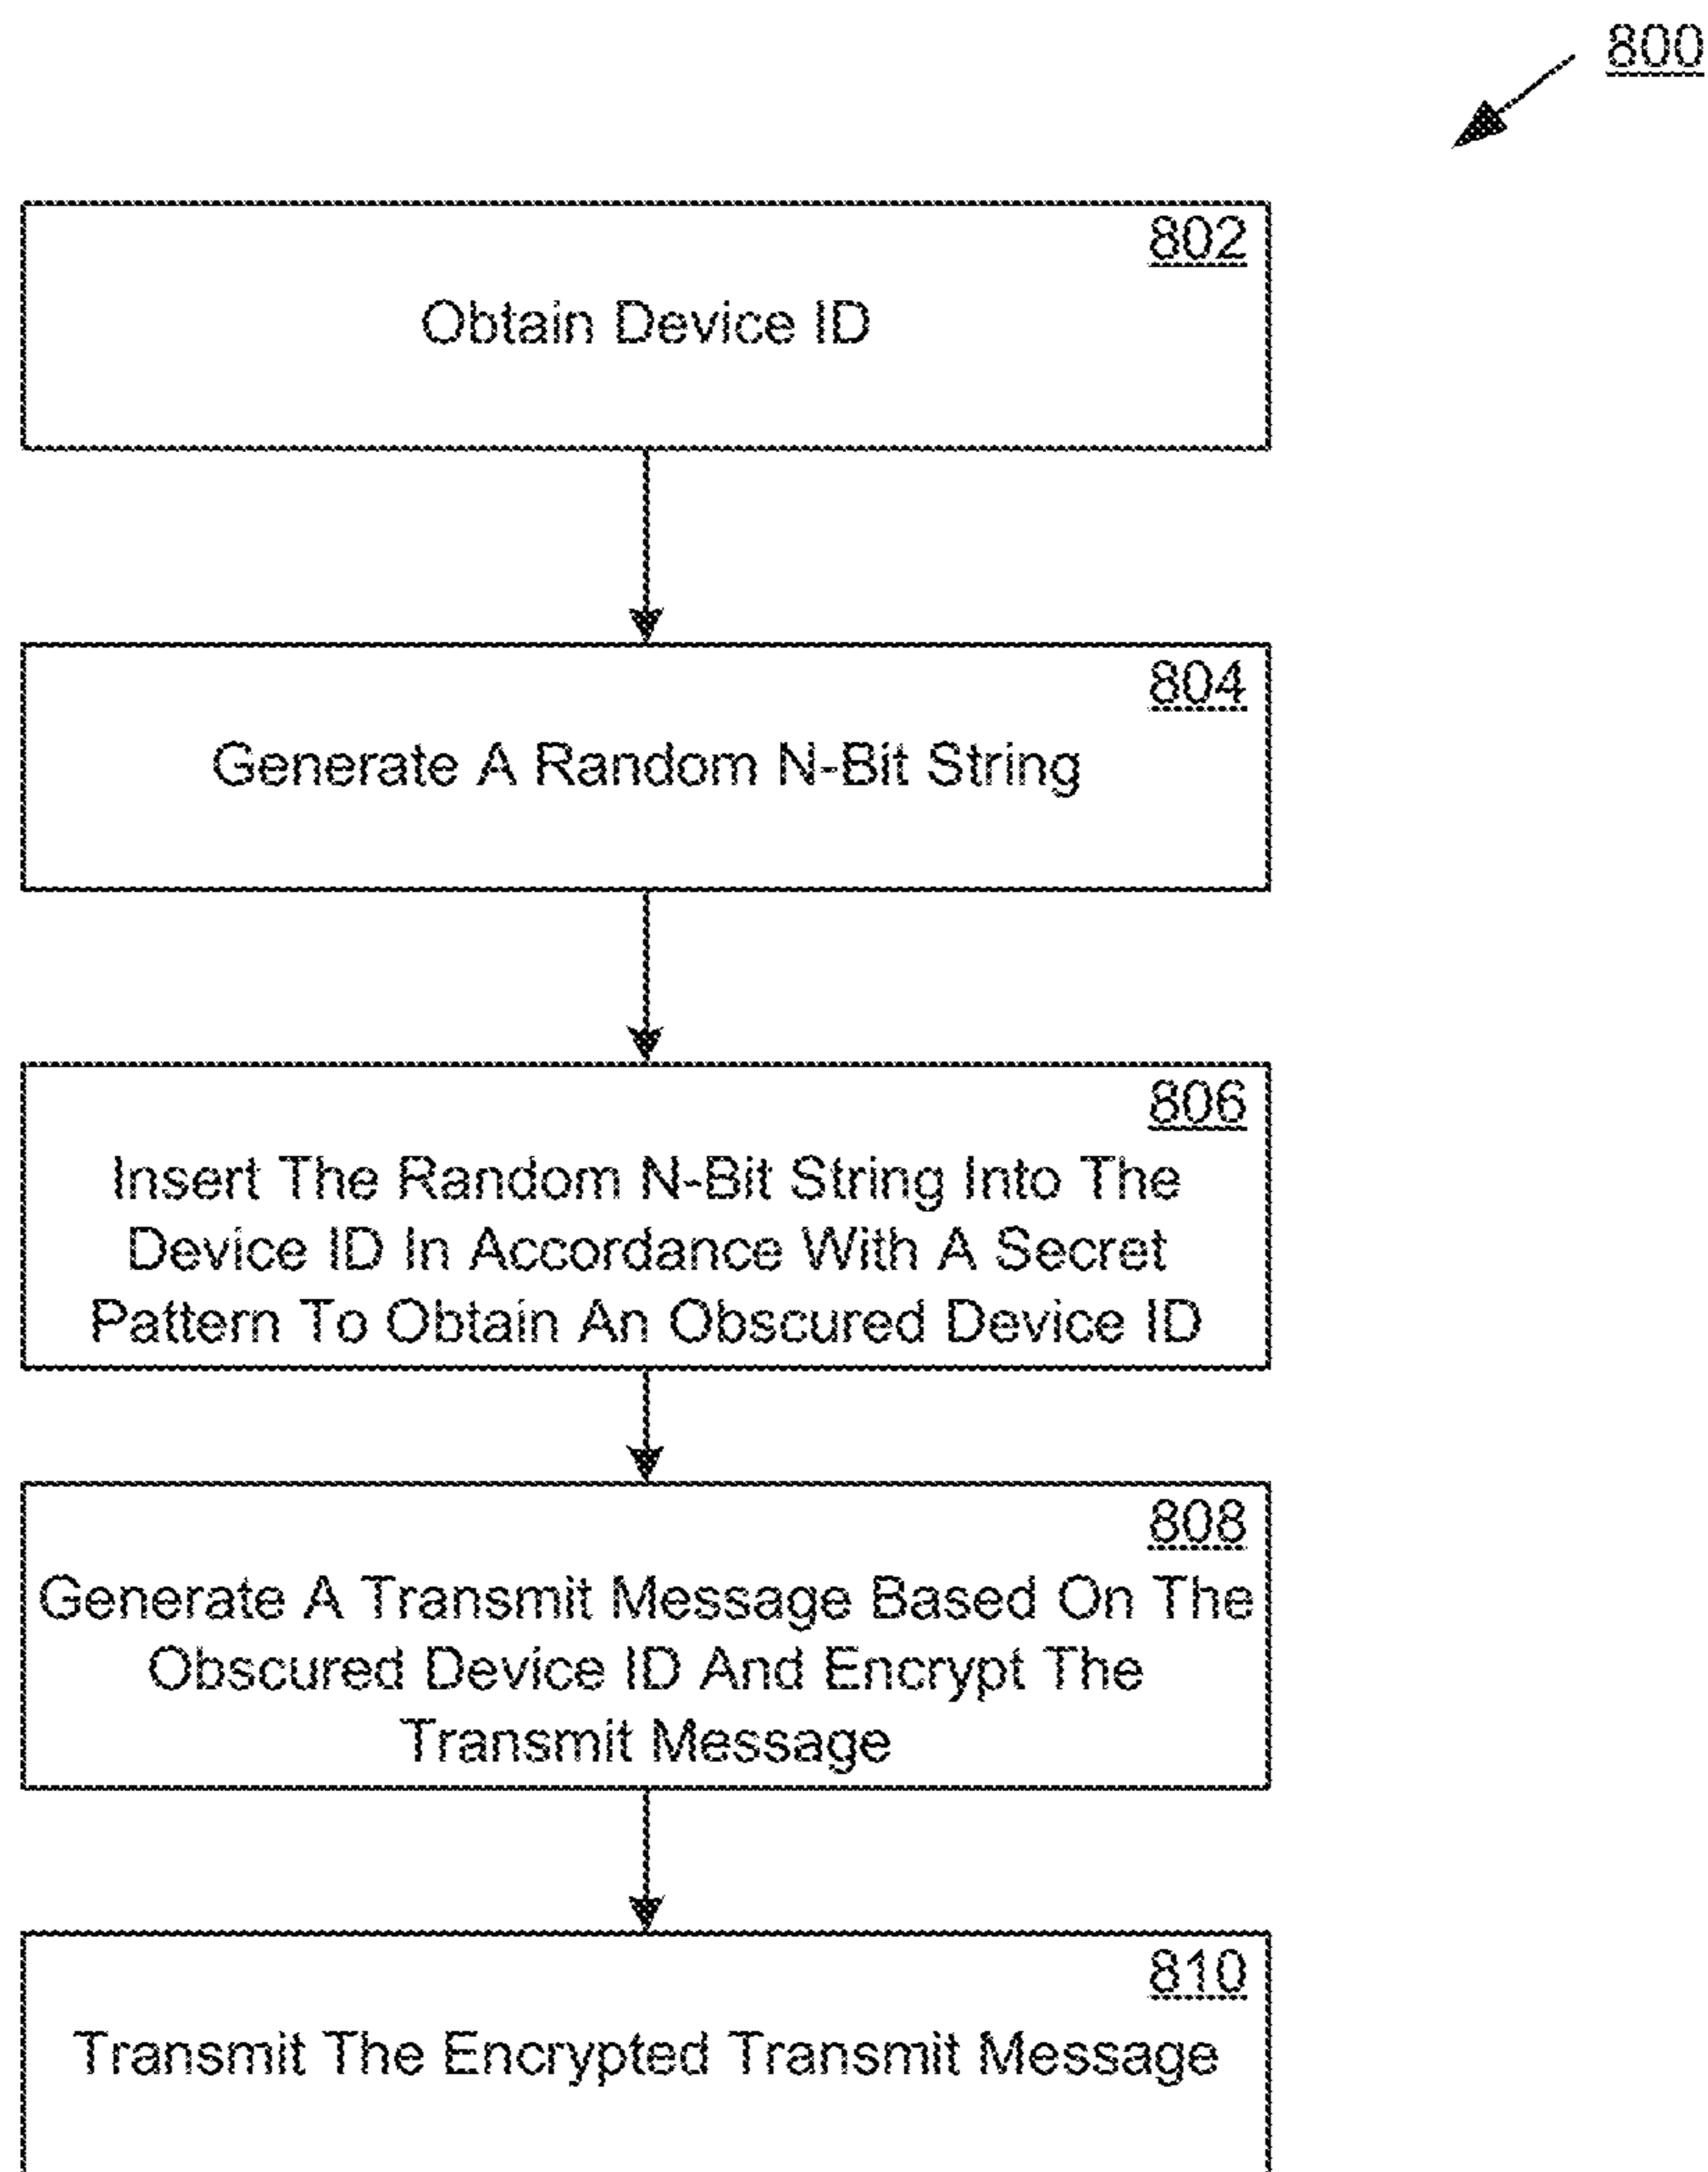 800
802
Obtain Device ID
804
Generate A Random N-Bit String
806
Insert The Random N-Bit String Into The
Device ID In Accordance With A Secret
Pattern To Obtain An Obscured Device ID
808
Generate A Transmit Message Based On The
Obscured Device ID And Encrypt The
Transmit Message
810
Transmit The Encrypted Transmit Message